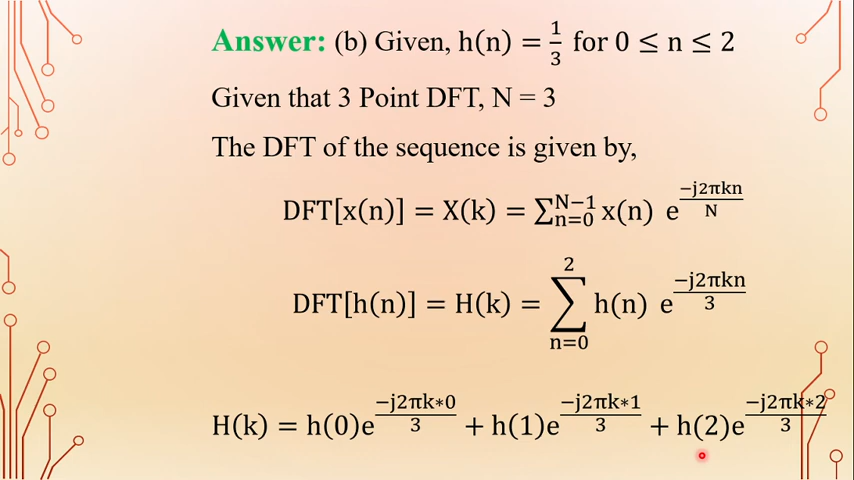 Answer: (b) Given, h(n) = 1/3 for 0 ≤ n ≤ 2
Given that 3 Point DFT, N = 3
The DFT of the sequence is given by,
DFT[x(n)] = X(k) = ∑_{n=0}^{N−1} x(n) e^{−j2πkn/N}
DFT[h(n)] = H(k) = ∑_{n=0}^{2} h(n) e^{−j2πkn/3}
H(k) = h(0)e^{−j2πk∗0/3} + h(1)e^{−j2πk∗1/3} + h(2)e^{−j2πk∗2/3}